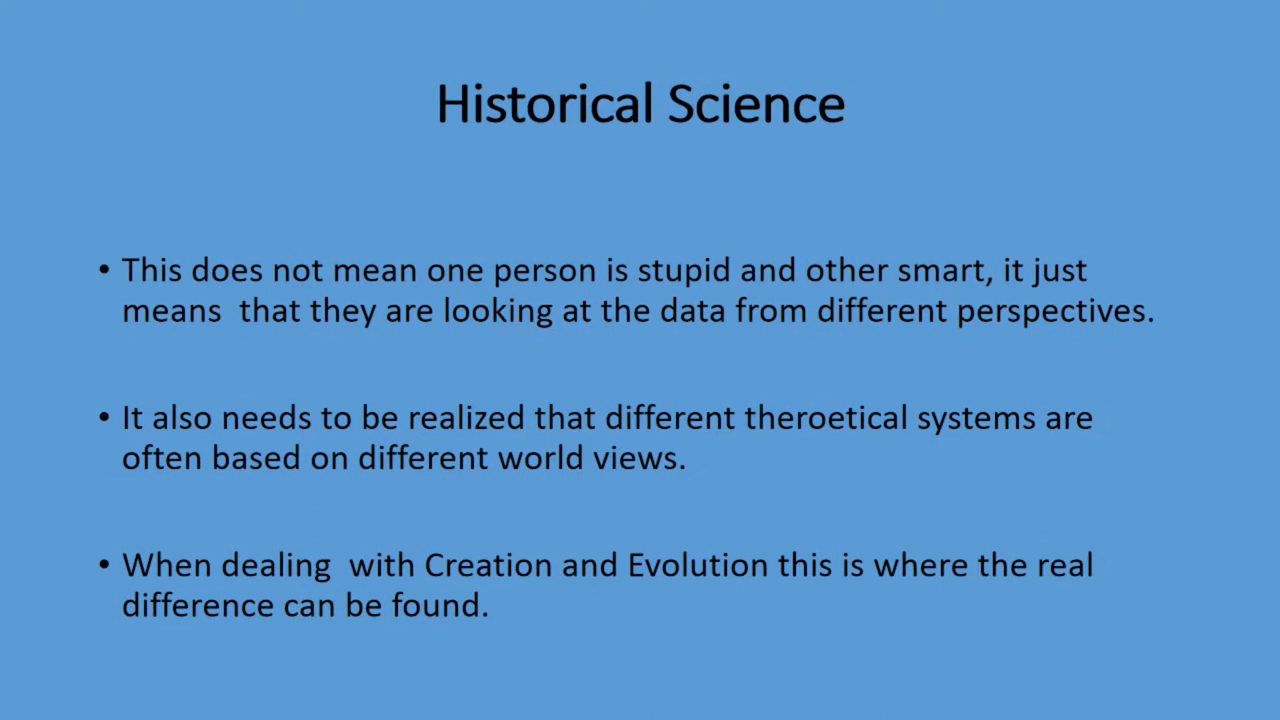 Historical Science
• This does not mean one person is stupid and other smart, it just
means  that they are looking at the data from different perspectives.
• It also needs to be realized that different theroetical systems are
often based on different world views.
• When dealing  with Creation and Evolution this is where the real
difference can be found.